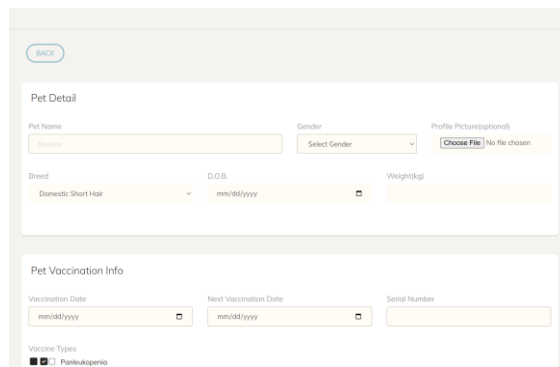 BACK
Pet Detail
Pet Name
Gender
Profile Picture(optional)
Bonbon
Select Gender
Choose File No file chosen
Breed
D.O.B.
Weight(kg)
Domestic Short Hair
mm/dd/yyyy
Pet Vaccination Info
Vaccination Date
Next Vaccination Date
Serial Number
mm/dd/yyyy
mm/dd/yyyy
Vaccine Types
Panleukopenia